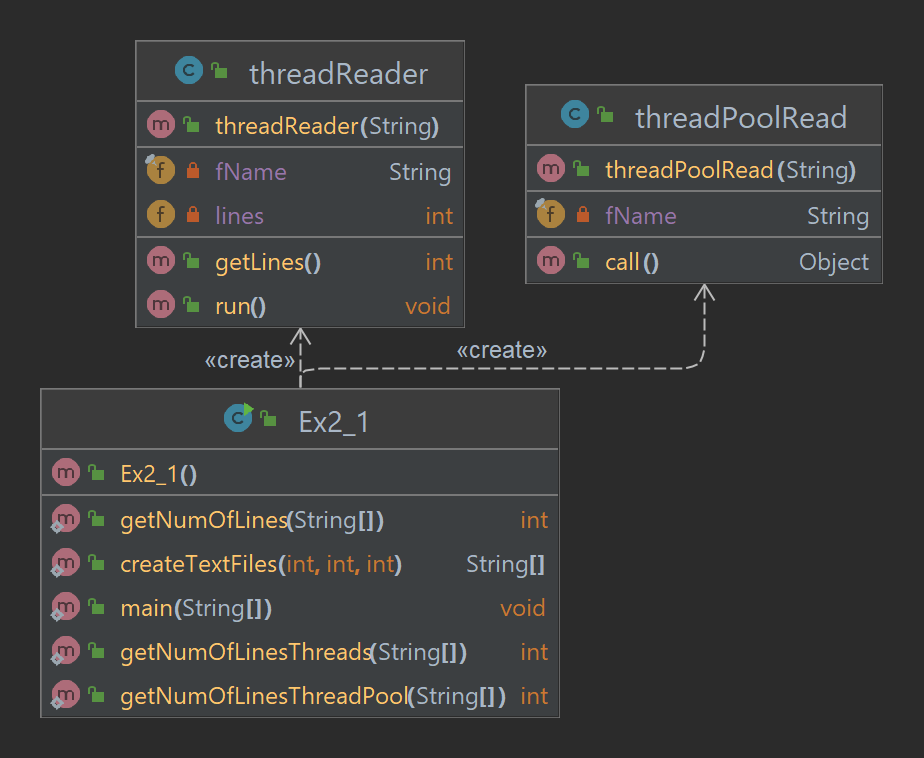 threadReader
threadReader(String)
fName String
lines int
getLines() int
run() void
threadPoolRead
threadPoolRead(String)
fName String
call() Object
«create»
«create»
Ex2_1
Ex2_1()
getNumOfLines(String[]) int
createTextFiles(int, int, int) String[]
main(String[]) void
getNumOfLinesThreads(String[]) int
getNumOfLinesThreadPool(String[]) int